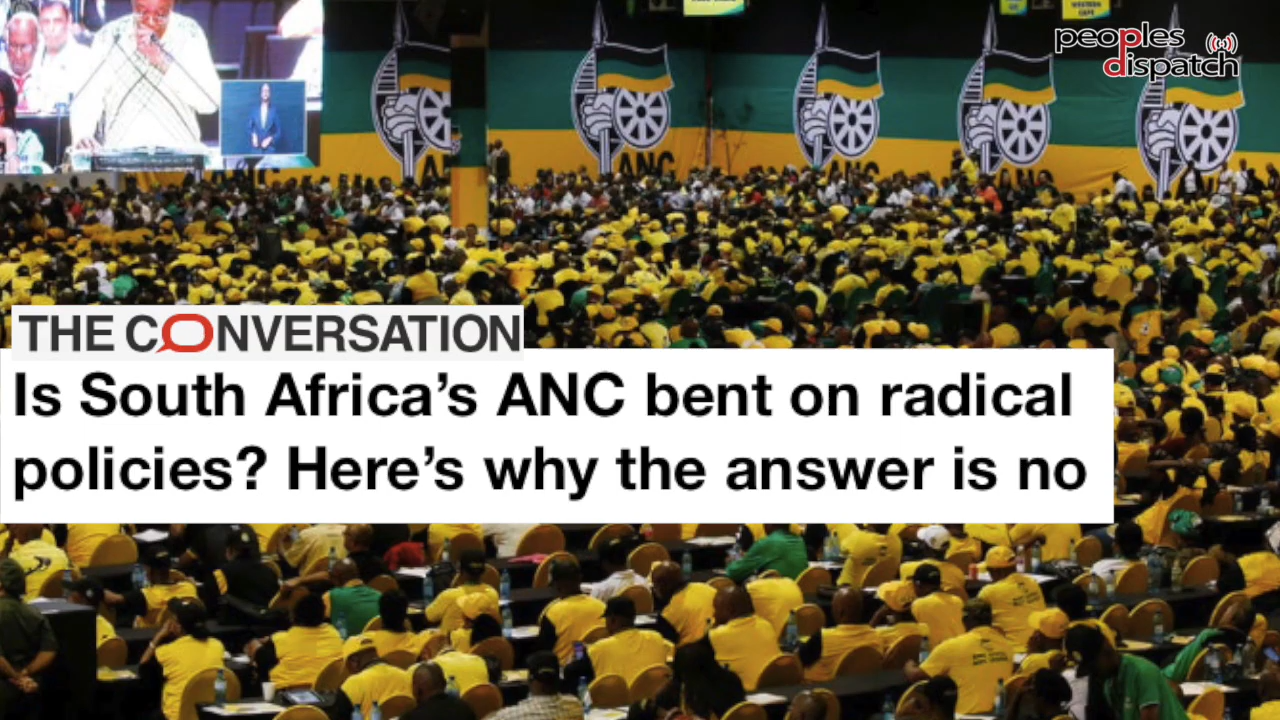 peoples
dispatch
ANC
ANC
THE CONVERSATION
Is South Africa's ANC bent on radical
policies? Here's why the answer is no